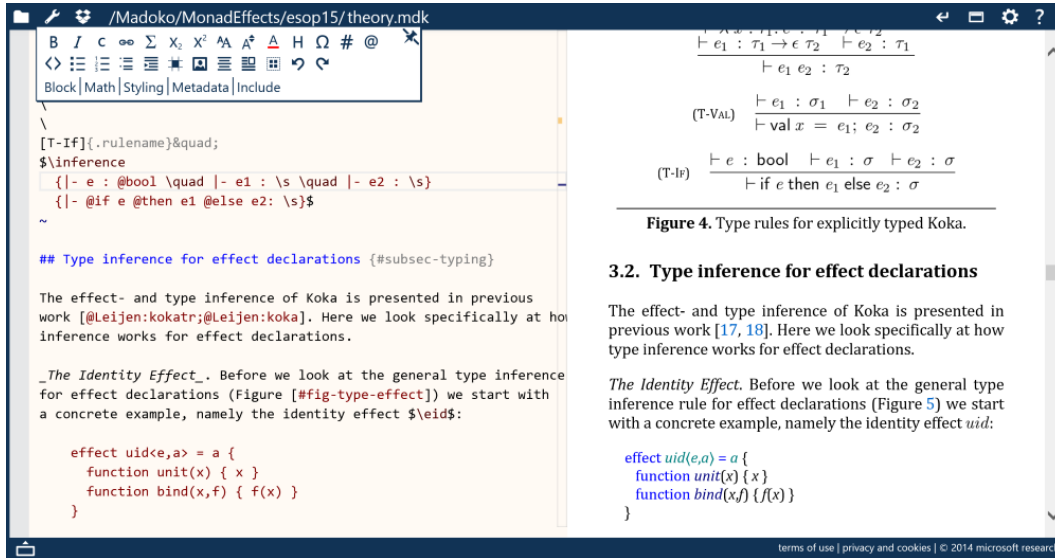 /Madoko/MonadEffects/esop15/theory.mdk
B I C ∞ Σ X₂ X² AA A A H Ω # @
<>
Block | Math | Styling | Metadata | Include
\
\
[T-If]{.rulename}&quad;
$\inference
{|- e : @bool \quad |- e1 : \s \quad |- e2 : \s}
{|- @if e @then e1 @else e2: \s}$
~
## Type inference for effect declarations {#subsec-typing}
The effect- and type inference of Koka is presented in previous
work [@Leijen:kokatr;@Leijen:koka]. Here we look specifically at how
inference works for effect declarations.
_The Identity Effect_. Before we look at the general type inference
for effect declarations (Figure [#fig-type-effect]) we start with
a concrete example, namely the identity effect $\eid$:
effect uid<e,a> = a {
function unit(x) { x }
function bind(x,f) { f(x) }
}
⊢ e₁ : τ₁ → ϵ τ₂ ⊢ e₂ : τ₁
⊢ e₁ e₂ : τ₂
(T-VAL) ⊢ e₁ : σ₁ ⊢ e₂ : σ₂
⊢ val x = e₁; e₂ : σ₂
(T-IF) ⊢ e : bool ⊢ e₁ : σ ⊢ e₂ : σ
⊢ if e then e₁ else e₂ : σ
Figure 4. Type rules for explicitly typed Koka.
3.2. Type inference for effect declarations
The effect- and type inference of Koka is presented in
previous work [17, 18]. Here we look specifically at how
type inference works for effect declarations.
The Identity Effect. Before we look at the general type
inference rule for effect declarations (Figure 5) we start
with a concrete example, namely the identity effect uid:
effect uid⟨e,a⟩ = a {
function unit(x) { x }
function bind(x,f) { f(x) }
}
terms of use | privacy and cookies | © 2014 microsoft research